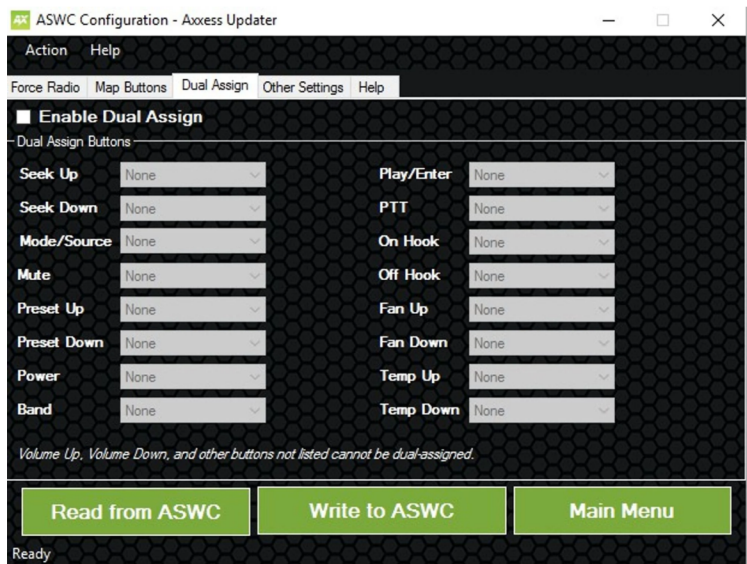 AX ASWC Configuration - Axxess Updater
Action Help
Force Radio Map Buttons Dual Assign Other Settings Help
Enable Dual Assign
Dual Assign Buttons
Seek Up None Play/Enter None
Seek Down None PTT None
Mode/Source None On Hook None
Mute None Off Hook None
Preset Up None Fan Up None
Preset Down None Fan Down None
Power None Temp Up None
Band None Temp Down None
Volume Up, Volume Down, and other buttons not listed cannot be dual-assigned.
Read from ASWC Write to ASWC Main Menu
Ready